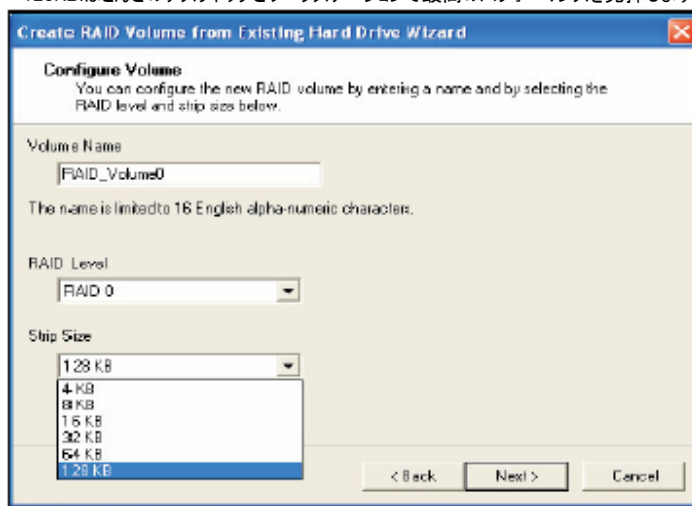 Create RAID Volume from Existing Hard Drive Wizard
Configure Volume
You can configure the new RAID volume by entering a name and by selecting the
RAID level and strip size below.
Volume Name
RAID_Volume0
The name is limited to 16 English alpha-numeric characters.
RAID Level
RAID 0
Strip Size
128 KB
4 KB
8 KB
16 KB
32 KB
64 KB
128 KB
< Back
Next >
Cancel